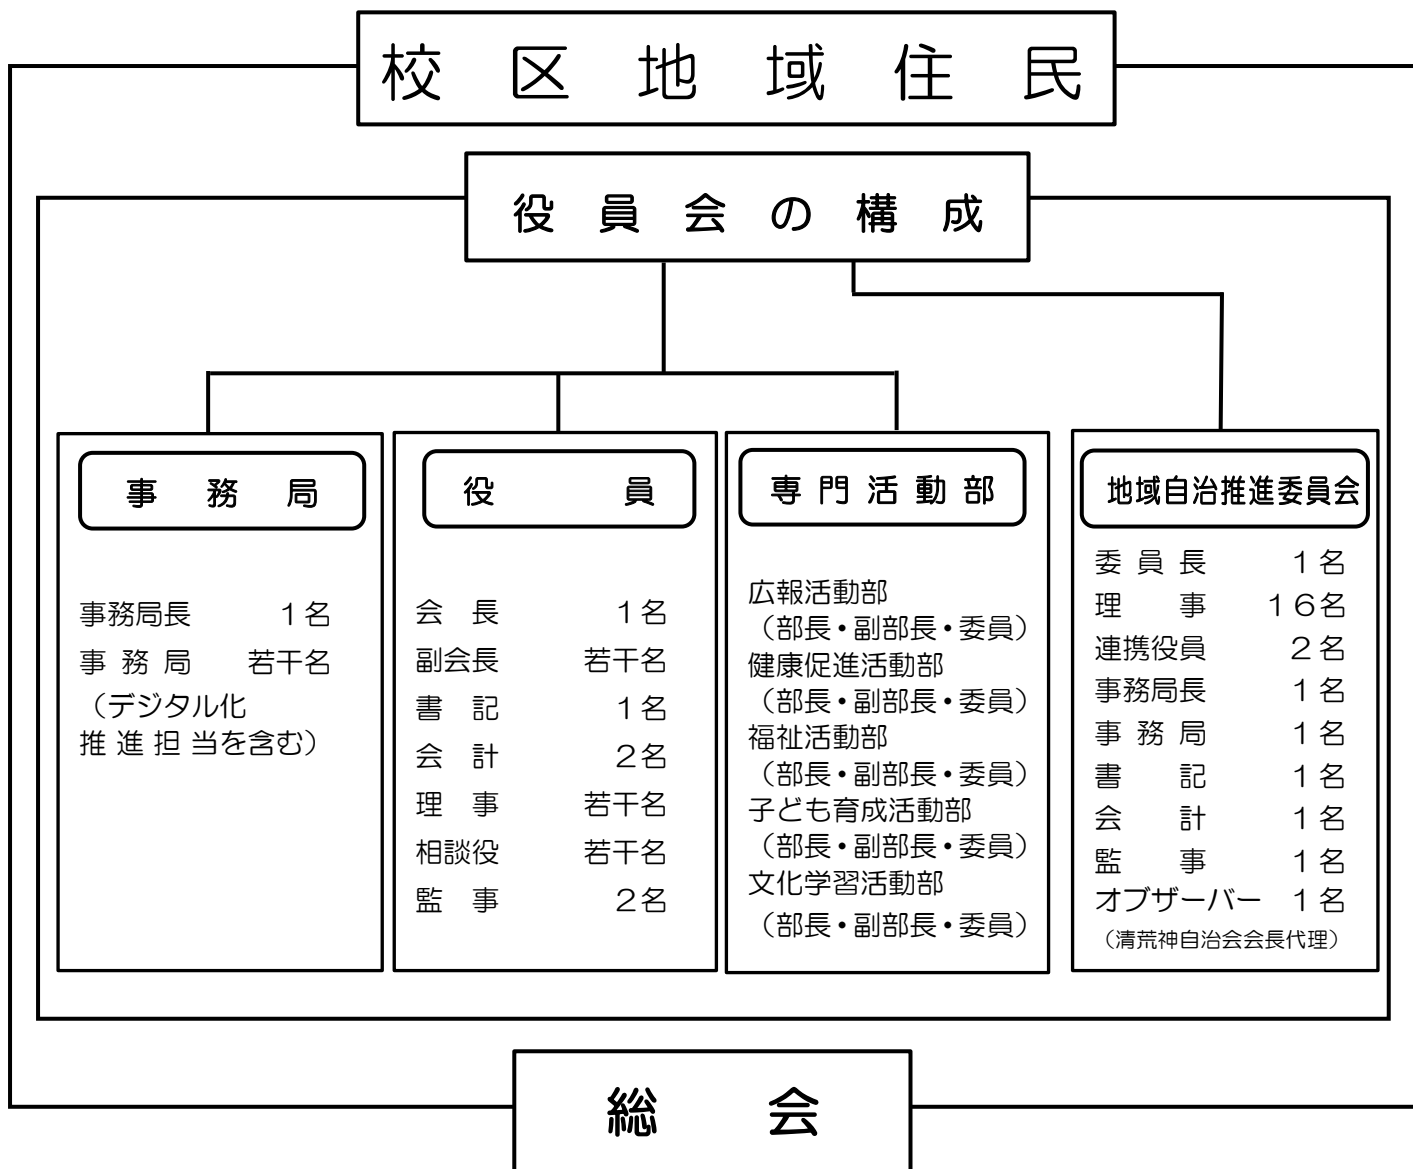 校区地域住民
役員会の構成
事務局
事務局長 1名
事務局 若干名
（デジタル化
推進担当を含む）
役員
会長 1名
副会長 若干名
書記 1名
会計 2名
理事 若干名
相談役 若干名
監事 2名
専門活動部
広報活動部
（部長・副部長・委員）
健康促進活動部
（部長・副部長・委員）
福祉活動部
（部長・副部長・委員）
子ども育成活動部
（部長・副部長・委員）
文化学習活動部
（部長・副部長・委員）
地域自治推進委員会
委員長 1名
理事 16名
連携役員 2名
事務局長 1名
事務局 1名
書記 1名
会計 1名
監事 1名
オブザーバー 1名
（清荒神自治会会長代理）
総会